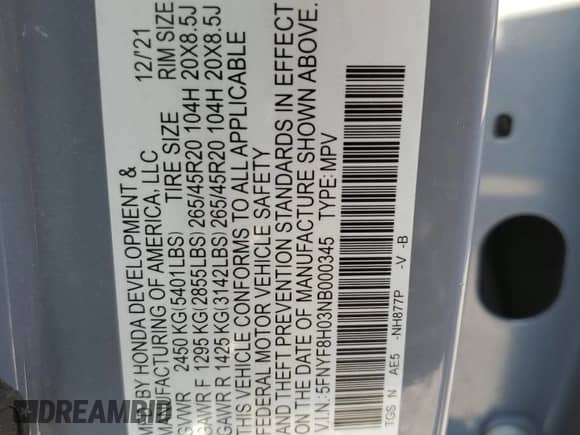 BY HONDA DEVELOPMENT & 12/'21
MANUFACTURING OF AMERICA, LLC
TIRE SIZE RIM SIZE
GVWR 2450 KG(5401LBS)
GAWR F 1295 KG(2855LBS) 265/45R20 104H 20X8.5J
GAWR R 1425 KG(3142LBS) 265/45R20 104H 20X8.5J
THIS VEHICLE CONFORMS TO ALL APPLICABLE
FEDERAL MOTOR VEHICLE SAFETY
AND THEFT PREVENTION STANDARDS IN EFFECT
ON THE DATE OF MANUFACTURE SHOWN ABOVE.
V.I.N.: 5FNYF8H03NB000345 TYPE: MPV
TGS N AE5 -NH877P -V -B
DREAMBID